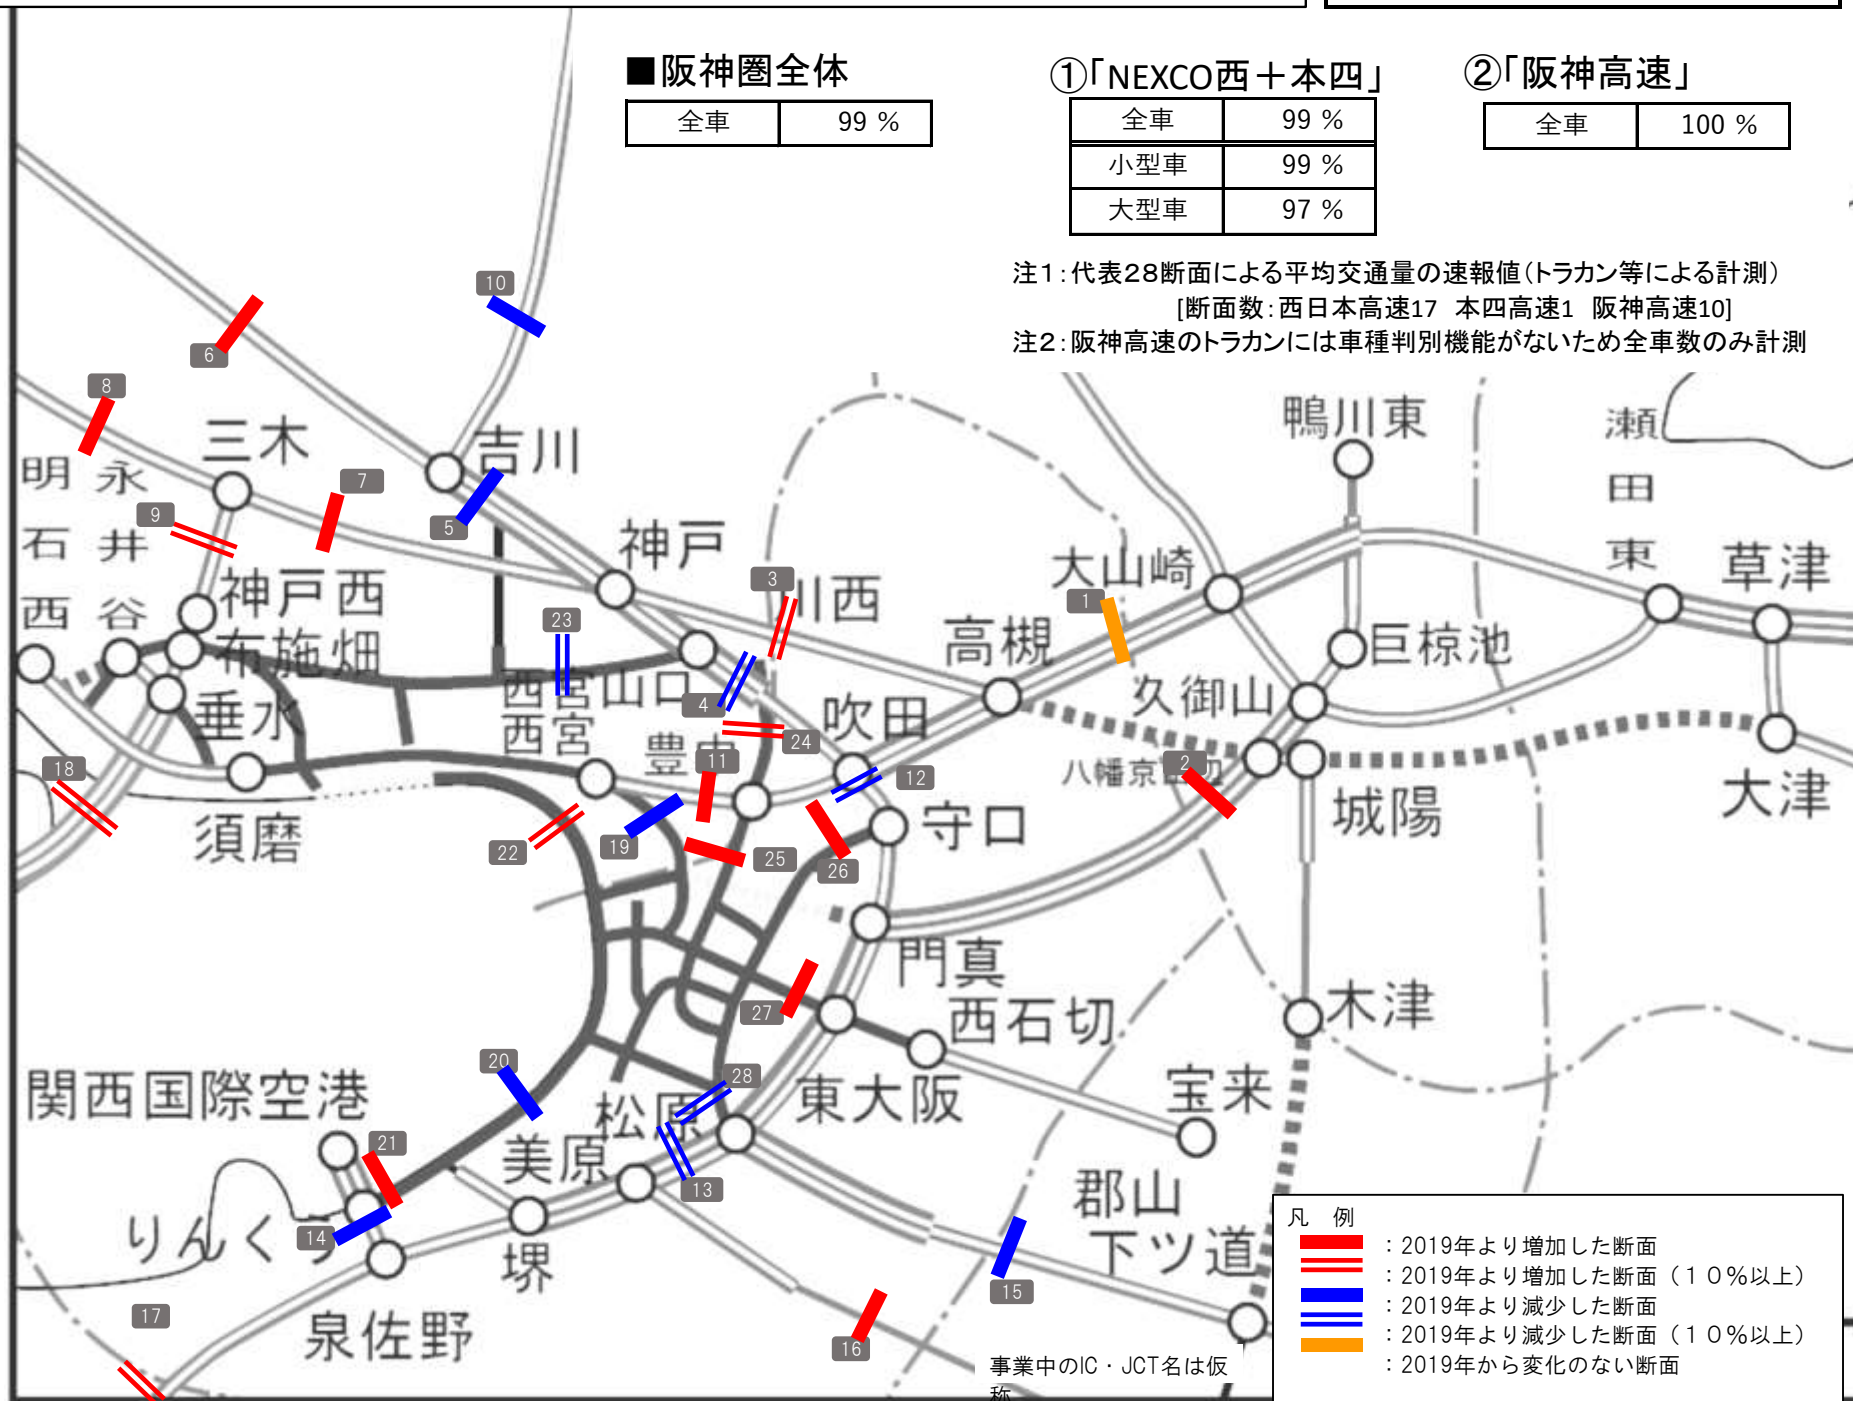 ■阪神圏全体
全車 99 %
①「NEXCO西＋本四」
全車 99 %
小型車 99 %
大型車 97 %
②「阪神高速」
全車 100 %
注１：代表２８断面による平均交通量の速報値（トラカン等による計測）
[断面数：西日本高速17 本四高速1 阪神高速10]
注２：阪神高速のトラカンには車種判別機能がないため全車数のみ計測
10
6
8
三木
吉川
鴨川東
瀬田東
明石西
永井谷
7
9
5
神戸
大山崎
草津
神戸西
3
川西
1
布施畑
23
高槻
巨椋池
西宮山口
4
久御山
垂水
西宮
吹田
24
豊中
11
12
八幡京田辺
2
18
大津
城陽
須磨
22
19
25
26
守口
門真
27
西石切
木津
関西国際空港
20
28
松原
東大阪
宝来
21
美原
13
郡山下ツ道
りんくう
14
堺
15
17
泉佐野
16
事業中のIC・JCT名は仮
称
凡 例
：2019年より増加した断面
：2019年より増加した断面（１０％以上）
：2019年より減少した断面
：2019年より減少した断面（１０％以上）
：2019年から変化のない断面